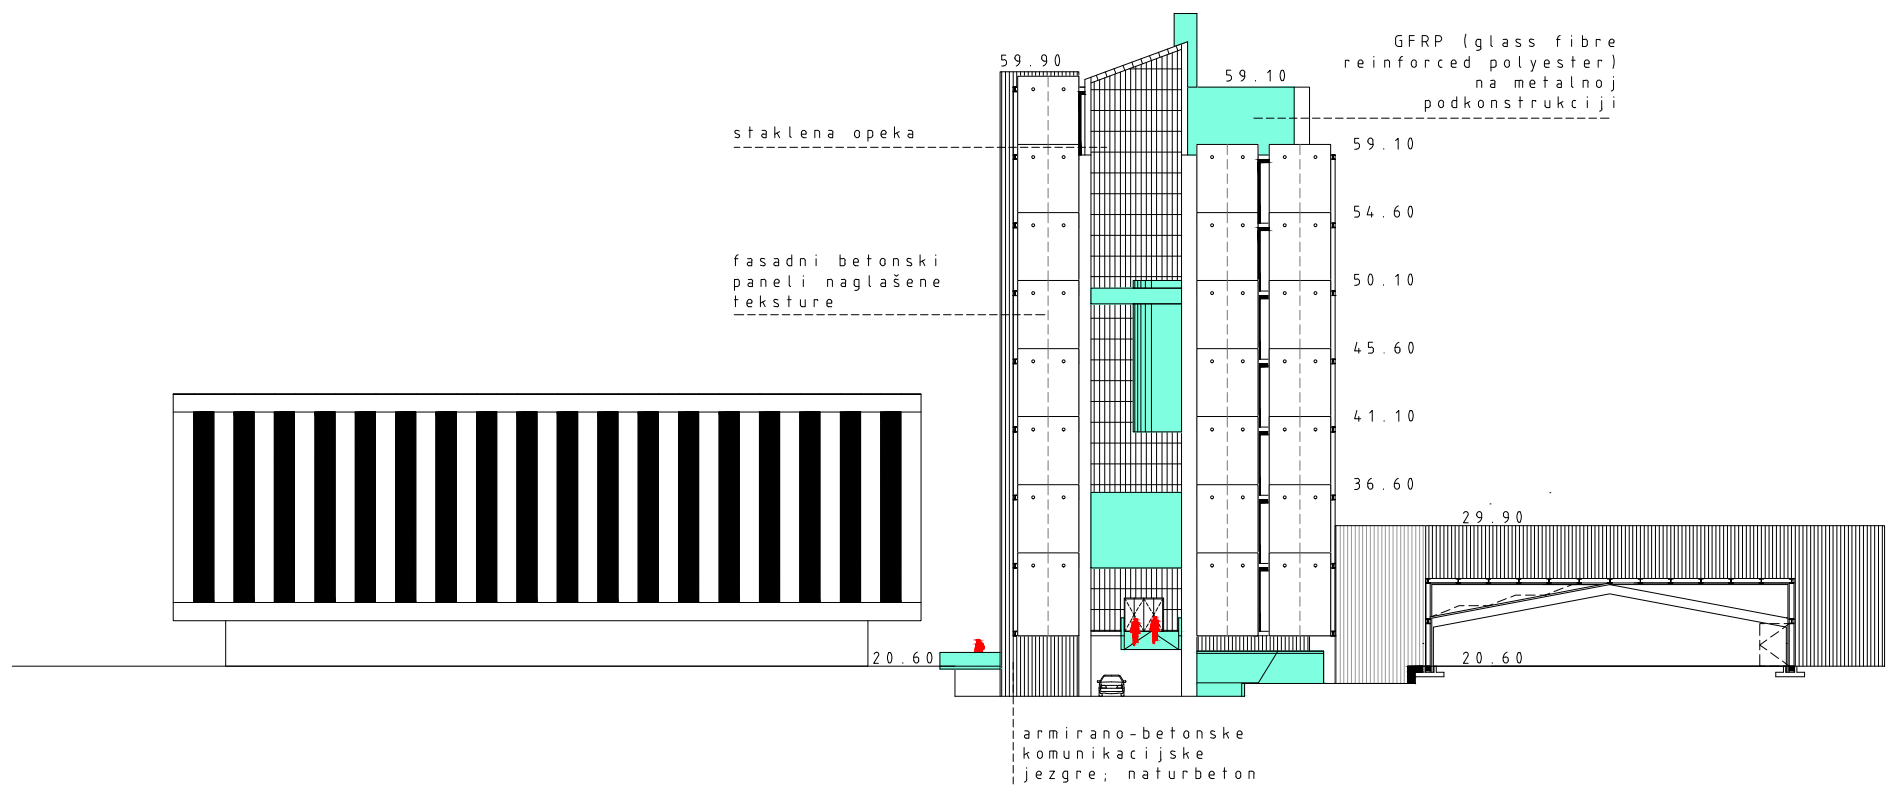 59.90
GFRP (glass fibre
reinforced polyester)
na metalnoj
podkonstrukciji
59.10
staklena opeka
59.10
54.60
fasadni betonski
paneli naglašene
teksture
50.10
45.60
41.10
36.60
29.90
20.60
20.60
armirano-betonske
komunikacijske
jezgre; naturbeton